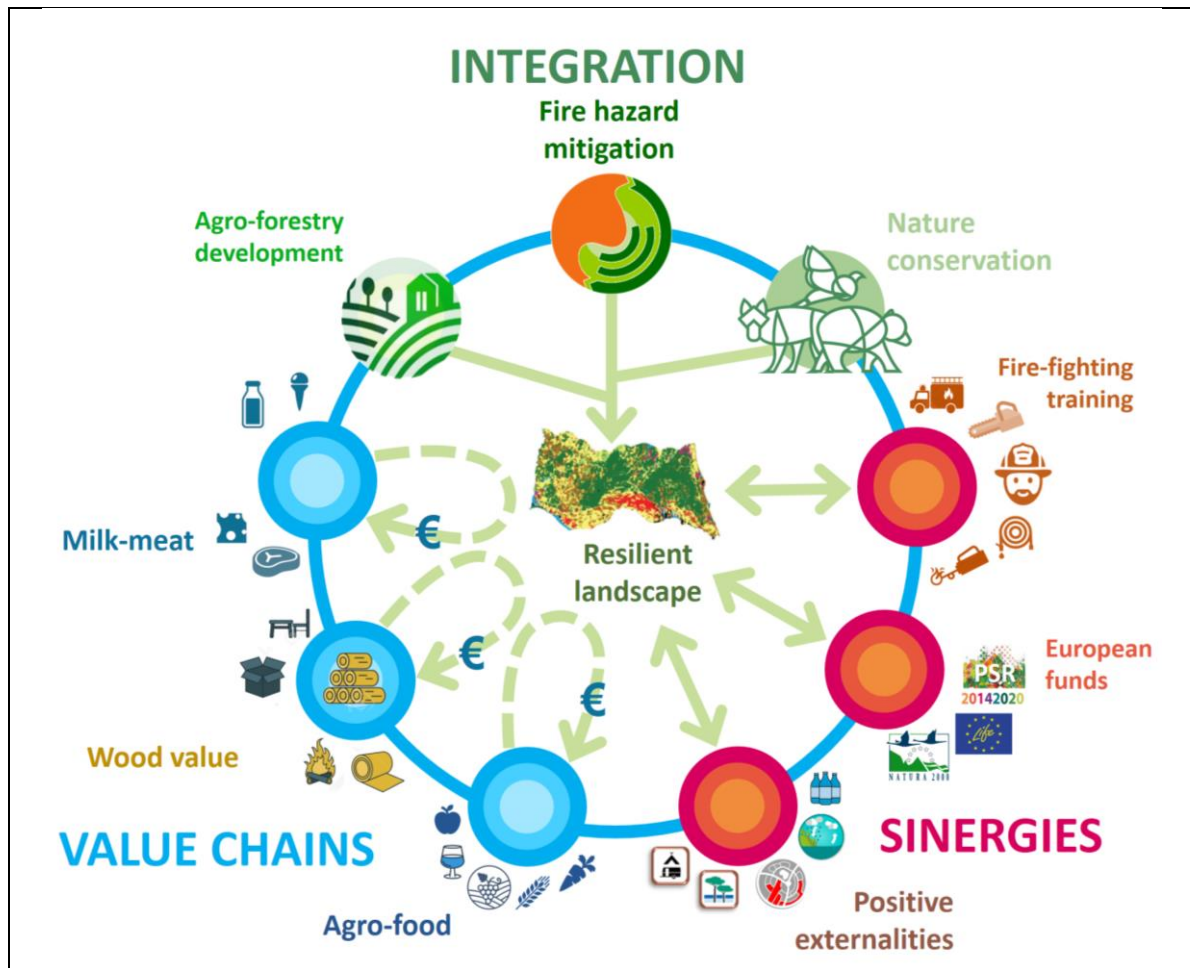 INTEGRATION
Fire hazard
mitigation
Agro-forestry
development
Nature
conservation
Fire-fighting
training
Milk-meat
€
Resilient
landscape
€
€
European
funds
PSR
20142020
Life
NATURA 2000
Wood value
VALUE CHAINS
SINERGIES
Agro-food
Positive
externalities